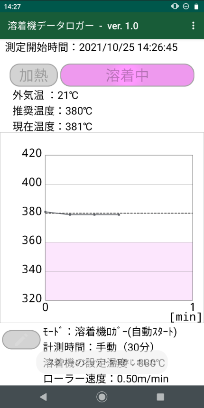 14:27
溶着機データロガー - ver. 1.0
測定開始時間：2021/10/25 14:26:45
加熱 溶着中
外気温 ：21℃
推奨温度：380℃
現在温度：381℃
420
400
380
360
340
320
0 1
[min]
ﾓｰﾄﾞ：溶着機ﾛｶﾞｰ(自動ｽﾀｰﾄ)
計測時間：手動（30分）
溶着機の設定温度：380℃
ローラー速度：0.50m/min